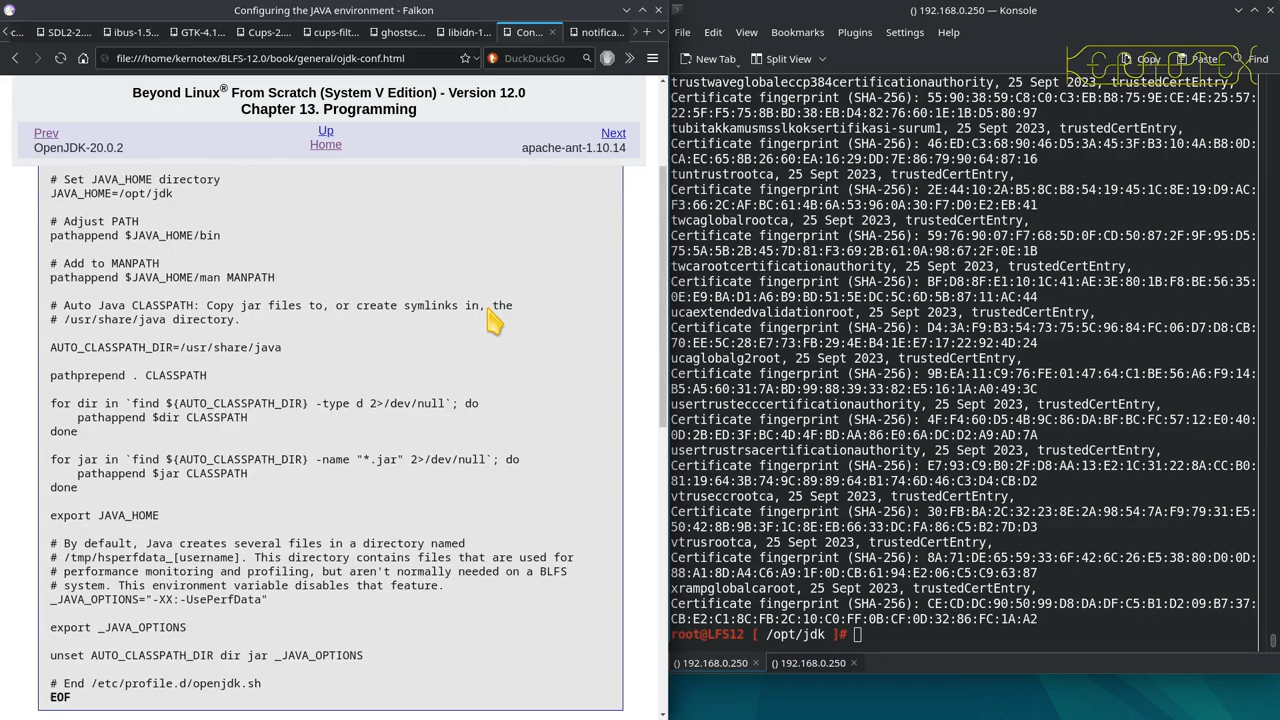 Configuring the JAVA environment - Falkon
c...
SDL2-2....
ibus-1.5...
GTK-4.1...
Cups-2....
cups-filt...
ghostsc...
libidn-1...
Con...
notifica...
file:///home/kernotex/BLFS-12.0/book/general/ojdk-conf.html
DuckDuckGo
Beyond Linux® From Scratch (System V Edition) - Version 12.0
Chapter 13. Programming
Prev
Up
Next
OpenJDK-20.0.2
Home
apache-ant-1.10.14
# Set JAVA_HOME directory
JAVA_HOME=/opt/jdk
# Adjust PATH
pathappend $JAVA_HOME/bin
# Add to MANPATH
pathappend $JAVA_HOME/man MANPATH
# Auto Java CLASSPATH: Copy jar files to, or create symlinks in, the
# /usr/share/java directory.
AUTO_CLASSPATH_DIR=/usr/share/java
pathprepend . CLASSPATH
for dir in `find ${AUTO_CLASSPATH_DIR} -type d 2>/dev/null`; do
    pathappend $dir CLASSPATH
done
for jar in `find ${AUTO_CLASSPATH_DIR} -name "*.jar" 2>/dev/null`; do
    pathappend $jar CLASSPATH
done
export JAVA_HOME
# By default, Java creates several files in a directory named
# /tmp/hsperfdata_[username]. This directory contains files that are used for
# performance monitoring and profiling, but aren't normally needed on a BLFS
# system. This environment variable disables that feature.
_JAVA_OPTIONS="-XX:-UsePerfData"
export _JAVA_OPTIONS
unset AUTO_CLASSPATH_DIR dir jar _JAVA_OPTIONS
# End /etc/profile.d/openjdk.sh
EOF
() 192.168.0.250 — Konsole
File Edit View Bookmarks Plugins Settings Help
New Tab Split View Copy Paste Find
kernotex
trustwaveglobaleccp384certificationauthority, 25 Sept 2023, trustedCertEntry,
Certificate fingerprint (SHA-256): 55:90:38:59:C8:C0:C3:EB:B8:75:9E:CE:4E:25:57:
22:5F:F5:75:8B:BD:38:EB:D4:82:76:60:1E:1B:D5:80:97
tubitakkamusmsslkoksertifikasi-surum1, 25 Sept 2023, trustedCertEntry,
Certificate fingerprint (SHA-256): 46:ED:C3:68:90:46:D5:3A:45:3F:B3:10:4A:B8:0D:
CA:EC:65:8B:26:60:EA:16:29:DD:7E:86:79:90:64:87:16
tuntrustrootca, 25 Sept 2023, trustedCertEntry,
Certificate fingerprint (SHA-256): 2E:44:10:2A:B5:8C:B8:54:19:45:1C:8E:19:D9:AC:
F3:66:2C:AF:BC:61:4B:6A:53:96:0A:30:F7:D0:E2:EB:41
twcaglobalrootca, 25 Sept 2023, trustedCertEntry,
Certificate fingerprint (SHA-256): 59:76:90:07:F7:68:5D:0F:CD:50:87:2F:9F:95:D5:
75:5A:5B:2B:45:7D:81:F3:69:2B:61:0A:98:67:2F:0E:1B
twcarootcertificationauthority, 25 Sept 2023, trustedCertEntry,
Certificate fingerprint (SHA-256): BF:D8:8F:E1:10:1C:41:AE:3E:80:1B:F8:BE:56:35:
0E:E9:BA:D1:A6:B9:BD:51:5E:DC:5C:6D:5B:87:11:AC:44
ucaextendedvalidationroot, 25 Sept 2023, trustedCertEntry,
Certificate fingerprint (SHA-256): D4:3A:F9:B3:54:73:75:5C:96:84:FC:06:D7:D8:CB:
70:EE:5C:28:E7:73:FB:29:4E:B4:1E:E7:17:22:92:4D:24
ucaglobalg2root, 25 Sept 2023, trustedCertEntry,
Certificate fingerprint (SHA-256): 9B:EA:11:C9:76:FE:01:47:64:C1:BE:56:A6:F9:14:
B5:A5:60:31:7A:BD:99:88:39:33:82:E5:16:1A:A0:49:3C
usertrustecccertificationauthority, 25 Sept 2023, trustedCertEntry,
Certificate fingerprint (SHA-256): 4F:F4:60:D5:4B:9C:86:DA:BF:BC:FC:57:12:E0:40:
0D:2B:ED:3F:BC:4D:4F:BD:AA:86:E0:6A:DC:D2:A9:AD:7A
usertrustrsacertificationauthority, 25 Sept 2023, trustedCertEntry,
Certificate fingerprint (SHA-256): E7:93:C9:B0:2F:D8:AA:13:E2:1C:31:22:8A:CC:B0:
81:19:64:3B:74:9C:89:89:64:B1:74:6D:46:C3:D4:CB:D2
vtruseccrootca, 25 Sept 2023, trustedCertEntry,
Certificate fingerprint (SHA-256): 30:FB:BA:2C:32:23:8E:2A:98:54:7A:F9:79:31:E5:
50:42:8B:9B:3F:1C:8E:EB:66:33:DC:FA:86:C5:B2:7D:D3
vtrusrootca, 25 Sept 2023, trustedCertEntry,
Certificate fingerprint (SHA-256): 8A:71:DE:65:59:33:6F:42:6C:26:E5:38:80:D0:0D:
88:A1:8D:A4:C6:A9:1F:0D:CB:61:94:E2:06:C5:C9:63:87
xrampglobalcaroot, 25 Sept 2023, trustedCertEntry,
Certificate fingerprint (SHA-256): CE:CD:DC:90:50:99:D8:DA:DF:C5:B1:D2:09:B7:37:
CB:E2:C1:8C:FB:2C:10:C0:FF:0B:CF:0D:32:86:FC:1A:A2
root@LFS12 [ /opt/jdk ]#
() 192.168.0.250
() 192.168.0.250